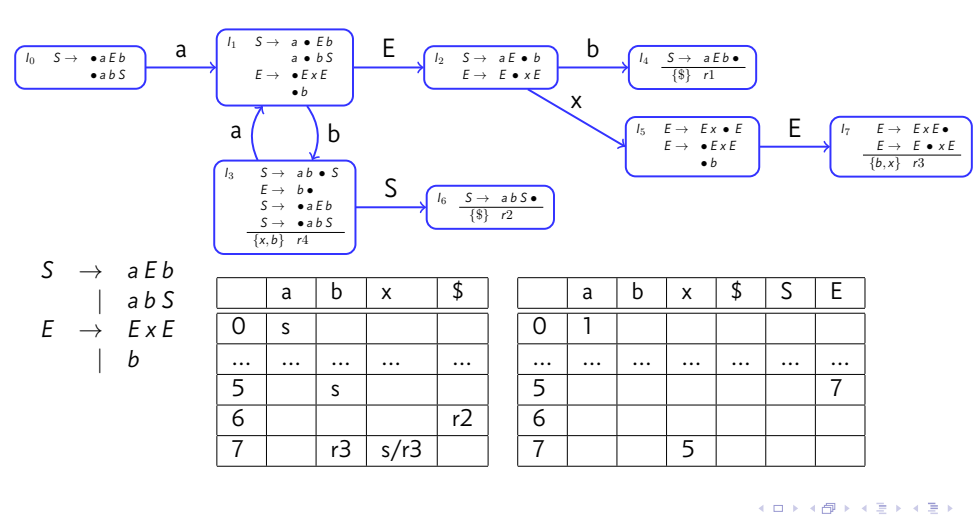 I0 S → • a E b
• a b S
a
I1 S → a • E b
a • b S
E → • E x E
• b
E
I2 S → a E • b
E → E • x E
b
I4 S → a E b •
{$} r1
x
I5 E → E x • E
E → • E x E
• b
E
I7 E → E x E •
E → E • x E
{b, x} r3
a
b
I3 S → a b • S
E → b •
S → • a E b
S → • a b S
{x, b} r4
S
I6 S → a b S •
{$} r2
S → a E b
| a b S
E → E x E
| b
a b x $
0 s
... ... ... ... ...
5 s
6 r2
7 r3 s/r3
a b x $ S E
0 1
... ... ... ... ... ... ...
5 7
6
7 5